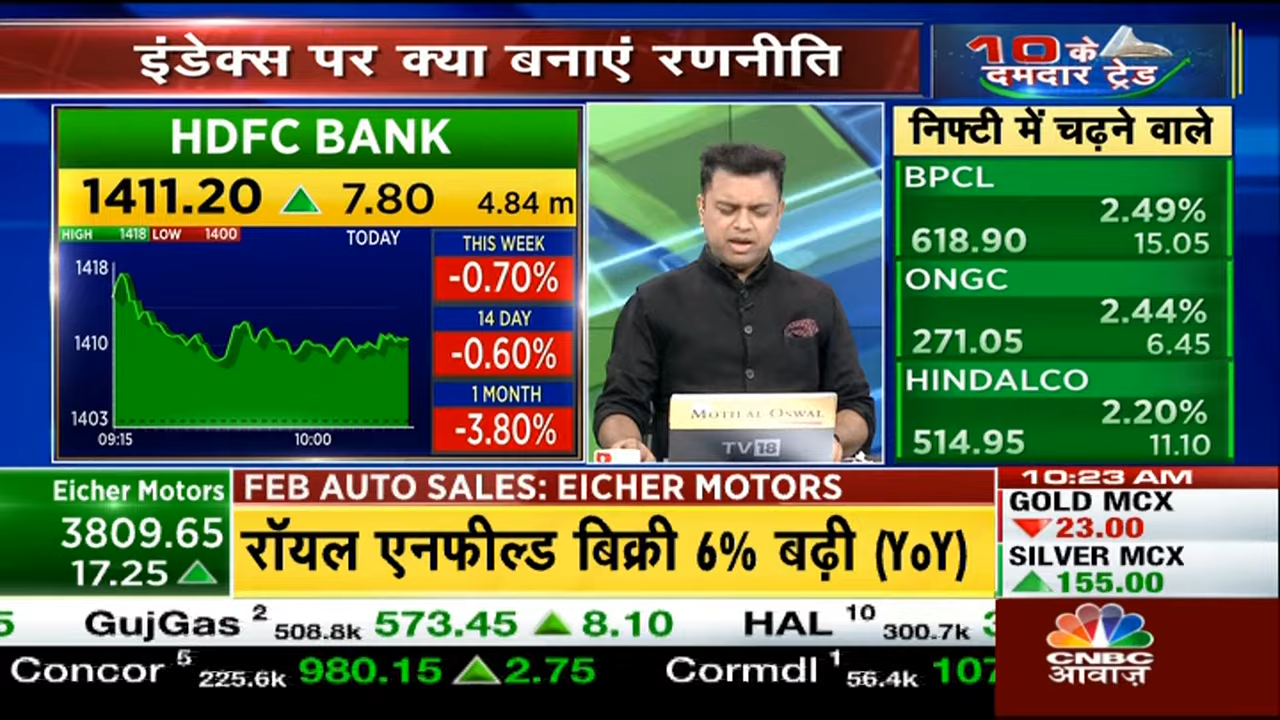 इंडेक्स पर क्या बनाएं रणनीति
10 के
दमदार ट्रेड
HDFC BANK
1411.20 ▲ 7.80 4.84 m
HIGH 1418 LOW 1400
TODAY
1418
1410
1403
09:15 10:00
THIS WEEK
-0.70%
14 DAY
-0.60%
1 MONTH
-3.80%
MOTILAL OSWAL
TV18
निफ्टी में चढ़ने वाले
BPCL
2.49%
618.90 15.05
ONGC
2.44%
271.05 6.45
HINDALCO
2.20%
514.95 11.10
Eicher Motors
3809.65
17.25 ▲
FEB AUTO SALES: EICHER MOTORS
रॉयल एनफील्ड बिक्री 6% बढ़ी (YoY)
10:23 AM
GOLD MCX
▼23.00
SILVER MCX
▲155.00
5 GujGas 2 508.8k 573.45 ▲ 8.10 HAL 10 300.7k 3
Concor 5 225.6k 980.15 ▲2.75 Cormdl 1 56.4k 107
CNBC
आवाज़